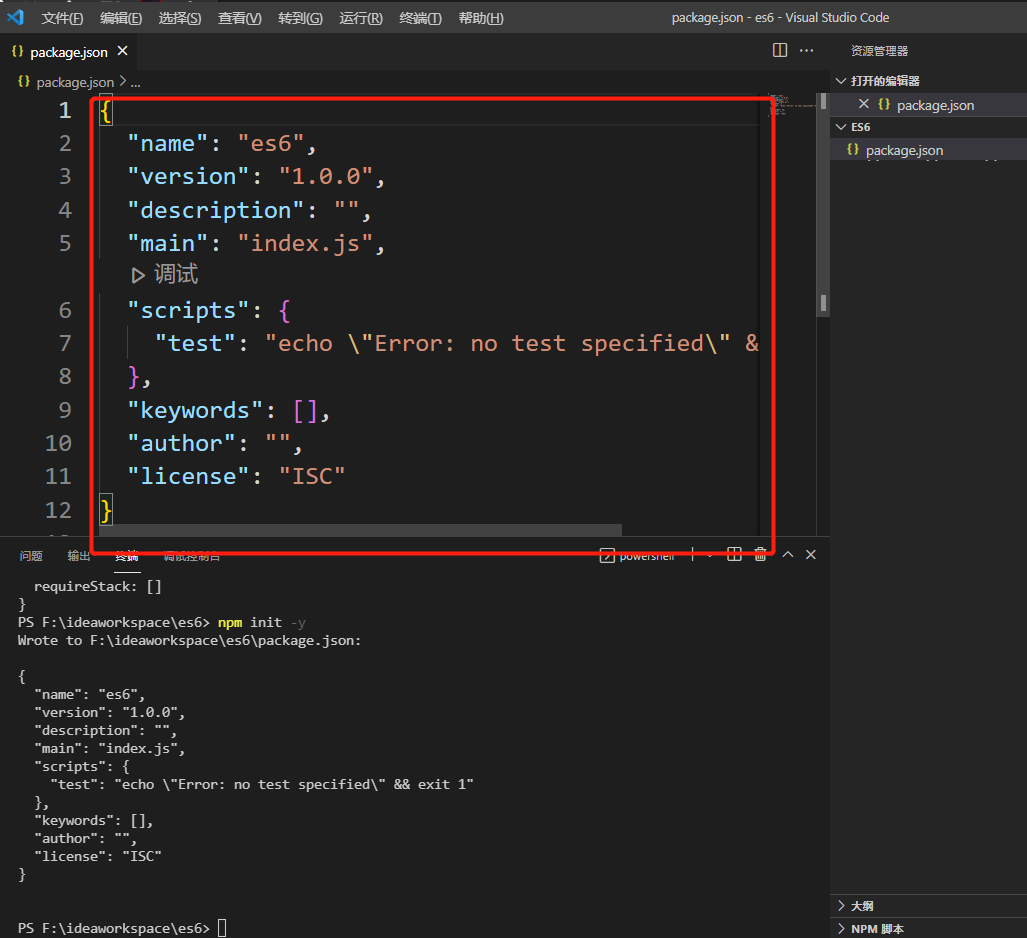 文件(F) 编辑(E) 选择(S) 查看(V) 转到(G) 运行(R) 终端(T) 帮助(H) package.json - es6 - Visual Studio Code
{} package.json ×
{} package.json > ...
1 {
2 "name": "es6",
3 "version": "1.0.0",
4 "description": "",
5 "main": "index.js",
调试
6 "scripts": {
7 "test": "echo \"Error: no test specified\" &
8 },
9 "keywords": [],
10 "author": "",
11 "license": "ISC"
12 }
资源管理器
打开的编辑器
× {} package.json
ES6
{} package.json
问题 输出 终端 调试控制台 powershell
requireStack: []
}
PS F:\ideaworkspace\es6> npm init -y
Wrote to F:\ideaworkspace\es6\package.json:
{
"name": "es6",
"version": "1.0.0",
"description": "",
"main": "index.js",
"scripts": {
"test": "echo \"Error: no test specified\" && exit 1"
},
"keywords": [],
"author": "",
"license": "ISC"
}
PS F:\ideaworkspace\es6>
大纲
NPM 脚本